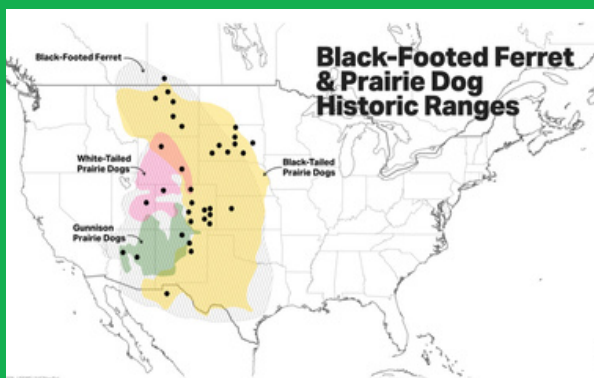 Black-Footed Ferret
& Prairie Dog
Historic Ranges
Black-Footed Ferret
White-Tailed
Prairie Dogs
Black-Tailed
Prairie Dogs
Gunnison
Prairie Dogs